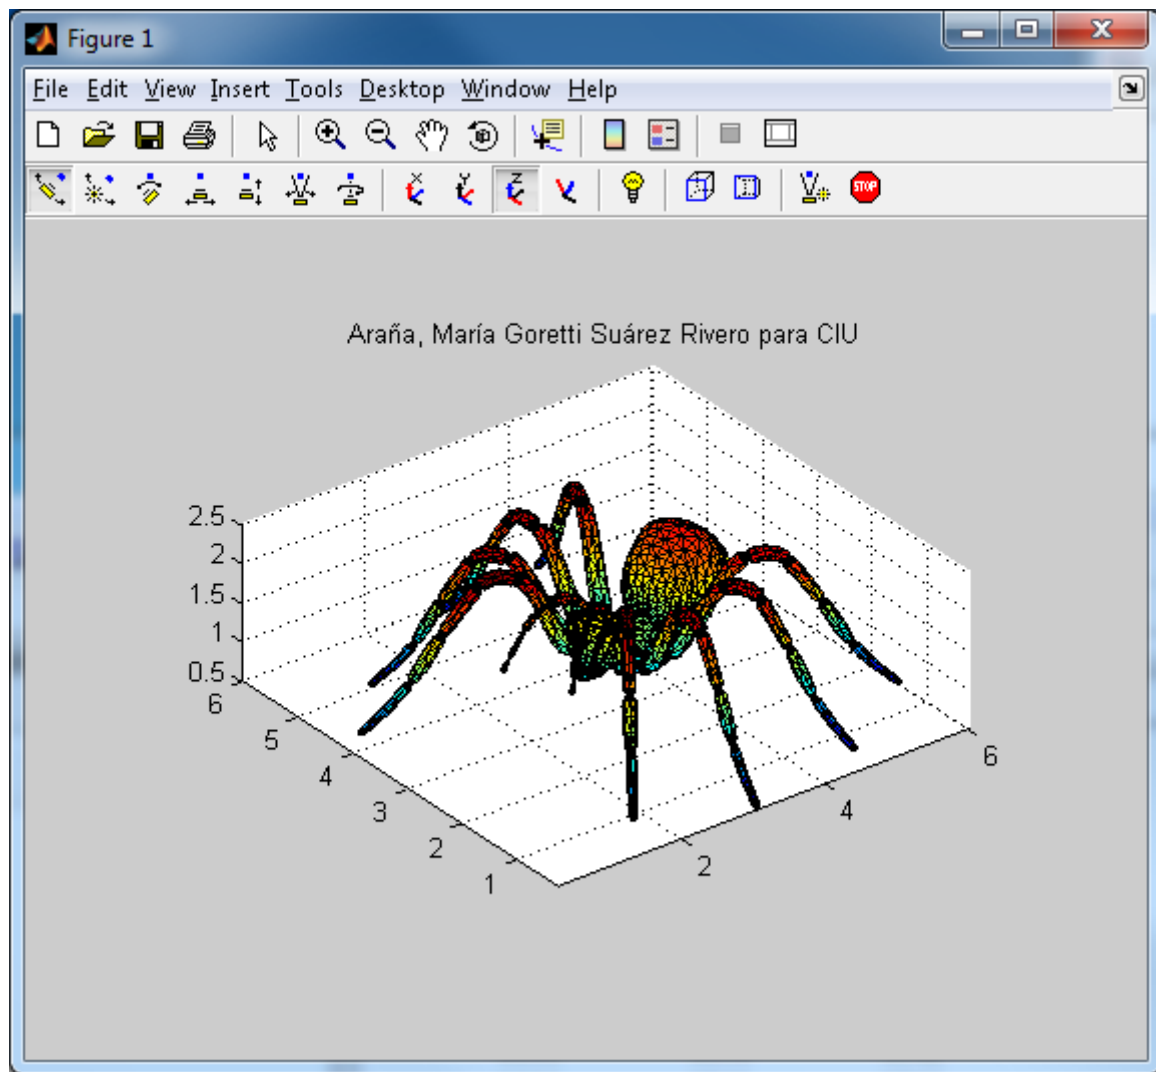 Figure 1
File Edit View Insert Tools Desktop Window Help
X Y Z
STOP
Araña, María Goretti Suárez Rivero para CIU
2.5
2
1.5
1
0.5
6
5
4
3
2
1
2
4
6